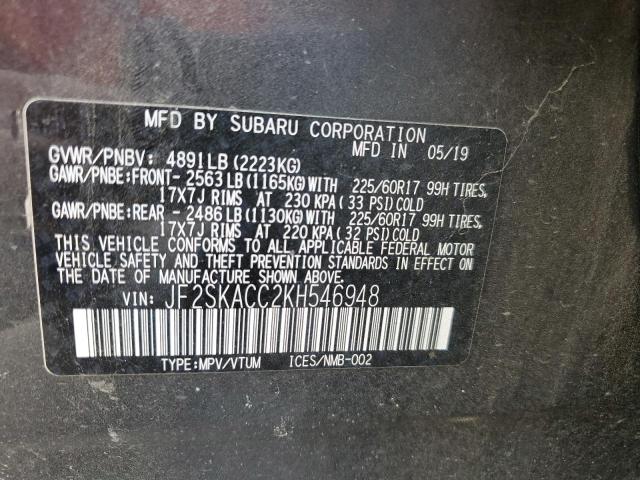 MFD BY SUBARU CORPORATION
MFD IN 05/19
GVWR/PNBV: 4891LB (2223KG)
GAWR/PNBE:FRONT- 2563LB (1165KG) WITH 225/60R17 99H TIRES,
17X7J RIMS AT 230 KPA ( 33 PSI) COLD
GAWR/PNBE:REAR - 2486LB (1130KG) WITH 225/60R17 99H TIRES,
17X7J RIMS AT 220 KPA ( 32 PSI) COLD
THIS VEHICLE CONFORMS TO ALL APPLICABLE FEDERAL MOTOR
VEHICLE SAFETY AND THEFT PREVENTION STANDARDS IN EFFECT ON
THE DATE OF MANUFACTURE SHOWN ABOVE.
VIN: JF2SKACC2KH546948
TYPE:MPV/VTUM ICES/NMB-002